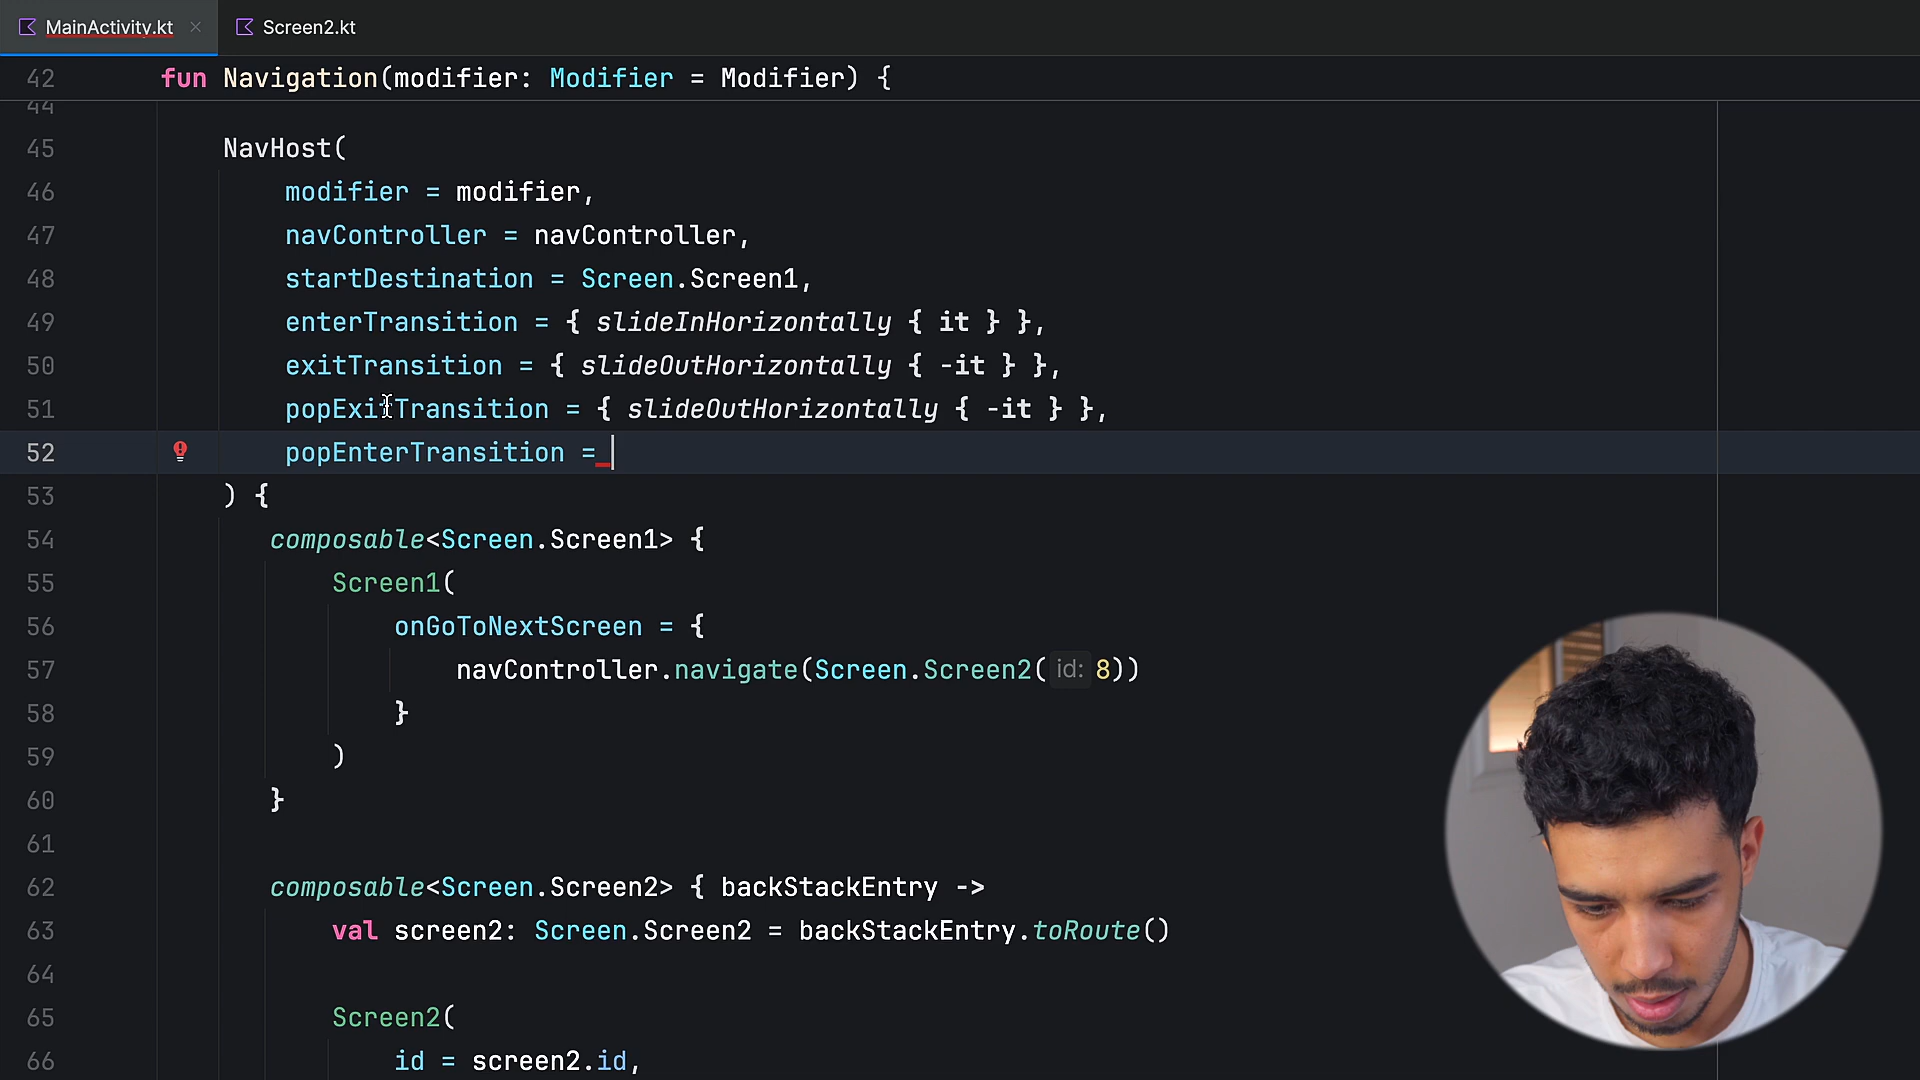 MainActivity.kt
Screen2.kt
42 fun Navigation(modifier: Modifier = Modifier) {
44
45 NavHost(
46 modifier = modifier,
47 navController = navController,
48 startDestination = Screen.Screen1,
49 enterTransition = { slideInHorizontally { it } },
50 exitTransition = { slideOutHorizontally { -it } },
51 popExitTransition = { slideOutHorizontally { -it } },
52 popEnterTransition =
53 ) {
54 composable<Screen.Screen1> {
55 Screen1(
56 onGoToNextScreen = {
57 navController.navigate(Screen.Screen2( id: 8))
58 }
59 )
60 }
61
62 composable<Screen.Screen2> { backStackEntry ->
63 val screen2: Screen.Screen2 = backStackEntry.toRoute()
64
65 Screen2(
66 id = screen2.id,